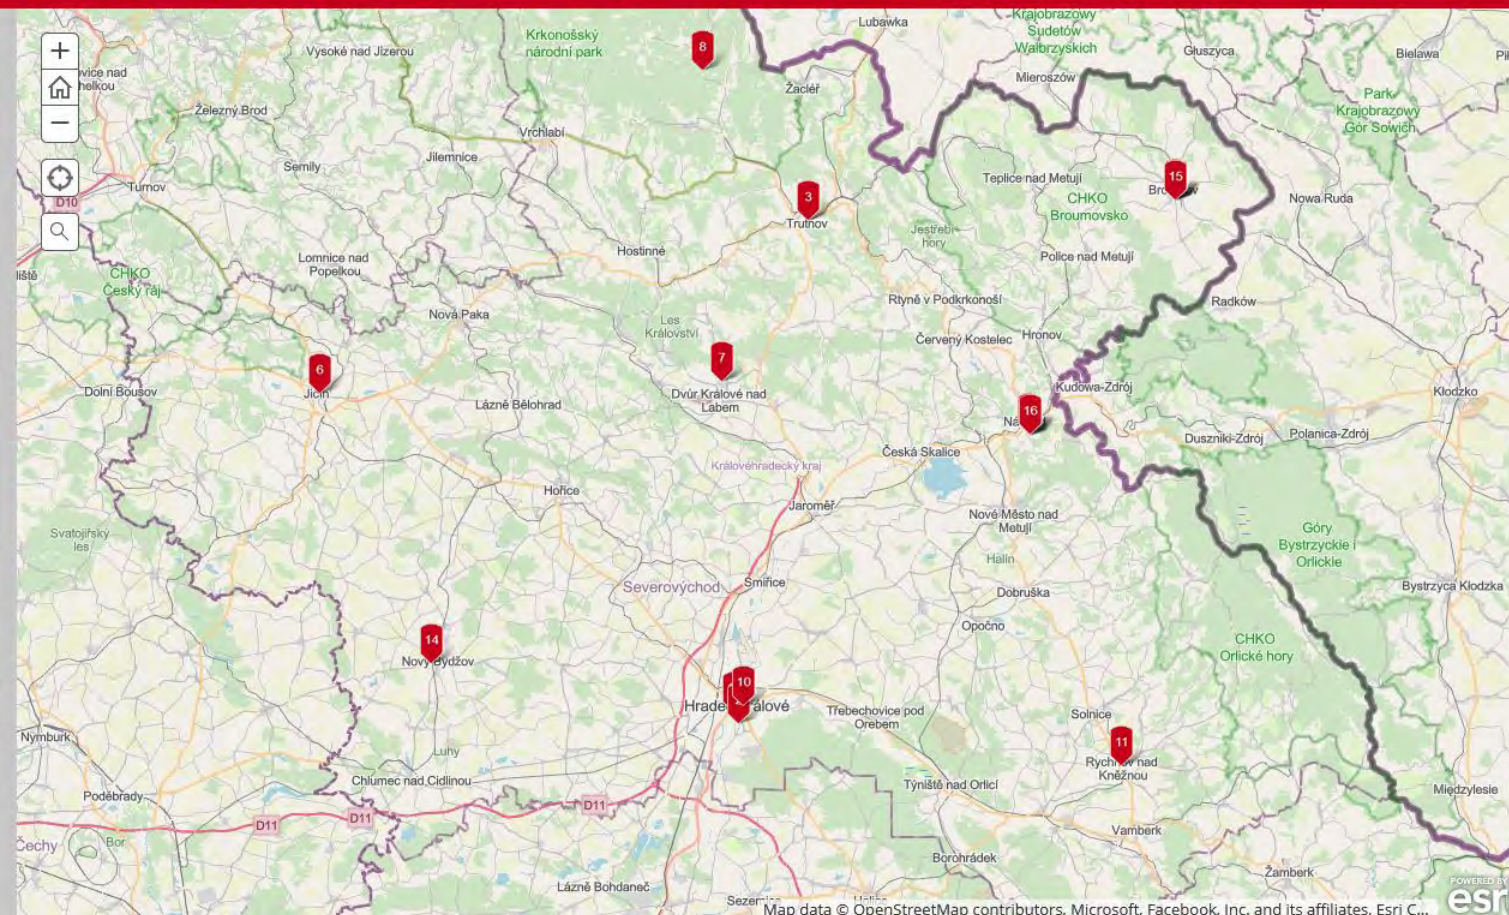 Lubawka
Krajobrazowy
Sudetów
Wałbrzyskich
Krkonošský
národní park
8
Vysoké nad Jizerou
Głuszyca
Bielawa
+
Mieroszów
Žacléř
Park
Krajobrazowy
Gór Sowich
Železný Brod
−
Vrchlabí
Jilemnice
Semily
Turnov
D10
Teplice nad Metují
15
CHKO
Broumovsko
Nowa Ruda
3
Trutnov
Jestřebí
hory
Hostinné
Police nad Metují
Lomnice nad
Popelkou
CHKO
Český ráj
Rtyně v Podkrkonoší
Radków
Nová Paka
Les
Království
Červený Kostelec
Hronov
7
6
Jičín
Dolní Bousov
Dvůr Králové nad
Labem
Kudowa-Zdrój
Kłodzko
Lázně Bělohrad
16
Duszniki-Zdrój
Polanica-Zdrój
Česká Skalice
Královéhradecký kraj
Hořice
Jaroměř
Nové Město nad
Metují
Svatojiřský
les
Góry
Bystrzyckie i
Orlickie
Halín
Severovýchod
Smiřice
Dobruška
Bystrzyca Kłodzka
Opočno
14
Nový Bydžov
CHKO
Orlické hory
10
Třebechovice pod
Orebem
Solnice
Nymburk
11
Luhy
Chlumec nad Cidlinou
Týniště nad Orlicí
Międzylesie
Poděbrady
D11
D11
D11
Vamberk
Čechy
Bor
Borohrádek
Žamberk
Lázně Bohdaneč
POWERED BY
esri
Map data © OpenStreetMap contributors, Microsoft, Facebook, Inc. and its affiliates, Esri C...